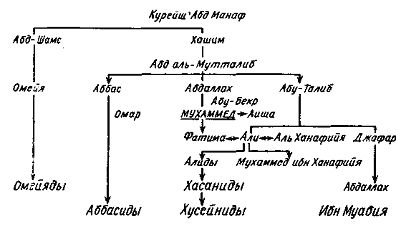 Курейщ Абд Манаф
Абд-Шамс Хашим
Абд аль-Мутталиб
Омейя Аббас Абдаллах Абу-Талиб
Абу-Бекр
Омар МУХАММЕД Аиша
Фатима Али Аль Ханафийя Джафар
Алиды Мухаммед ибн Ханафийя
Омейяды Хасаниды Абдаллах
Аббасиды Хусейниды Ибн Муавия